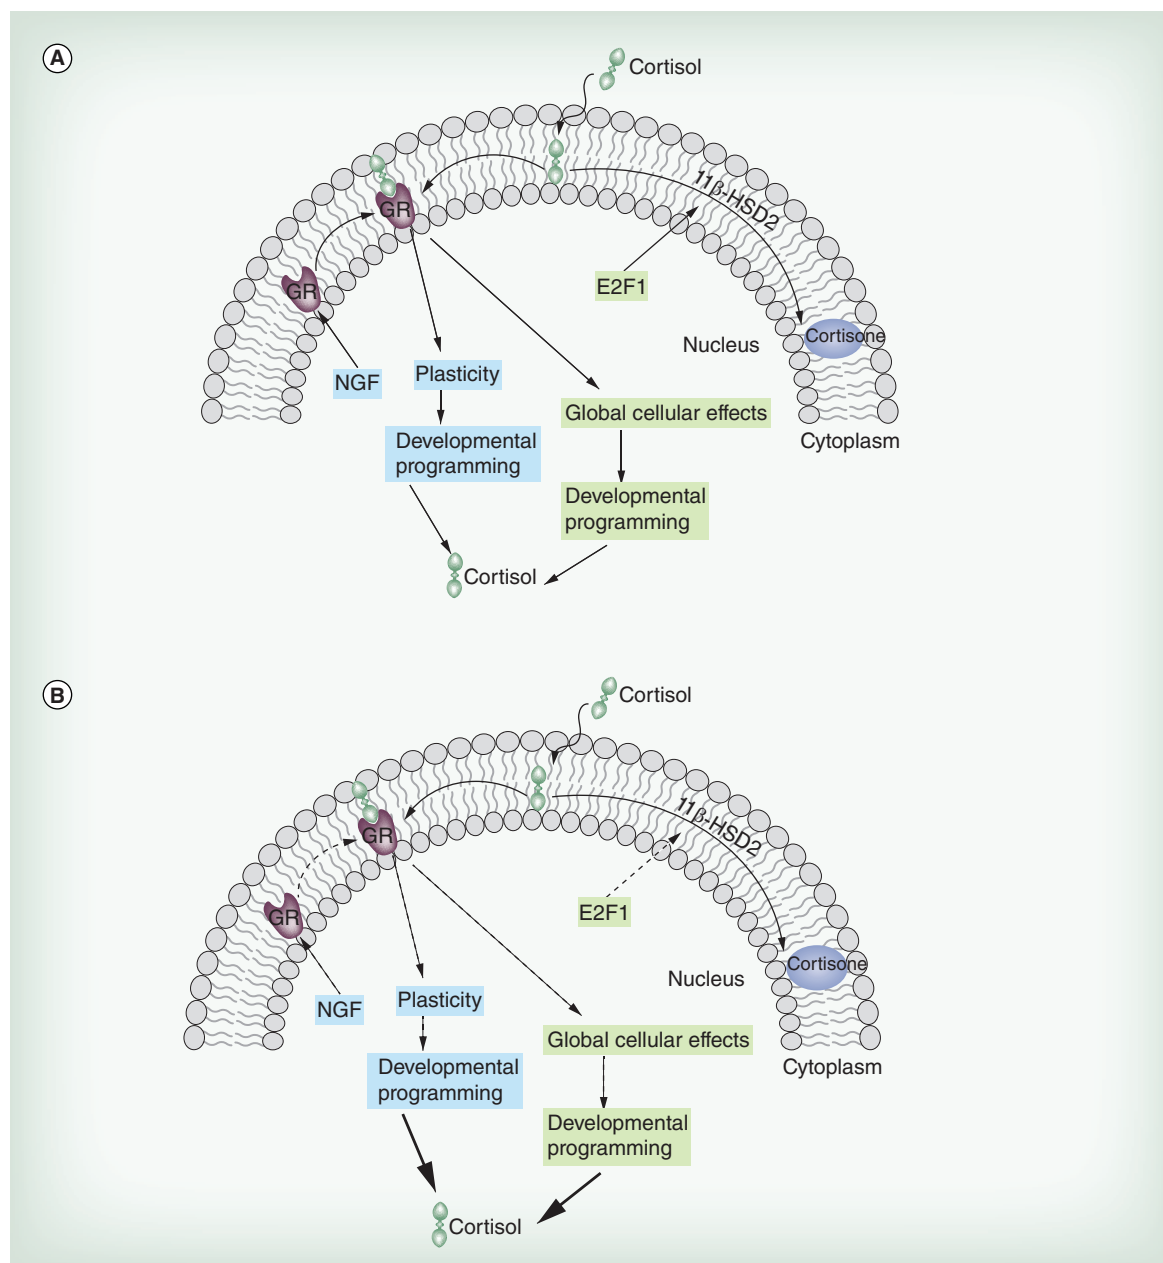 A
Cortisol
11β-HSD2
GR
GR
E2F1
Nucleus
Cortisone
NGF
Plasticity
Global cellular effects
Cytoplasm
Developmental
programming
Developmental
programming
Cortisol
B
Cortisol
11β-HSD2
GR
GR
E2F1
Nucleus
Cortisone
NGF
Plasticity
Global cellular effects
Cytoplasm
Developmental
programming
Developmental
programming
Cortisol